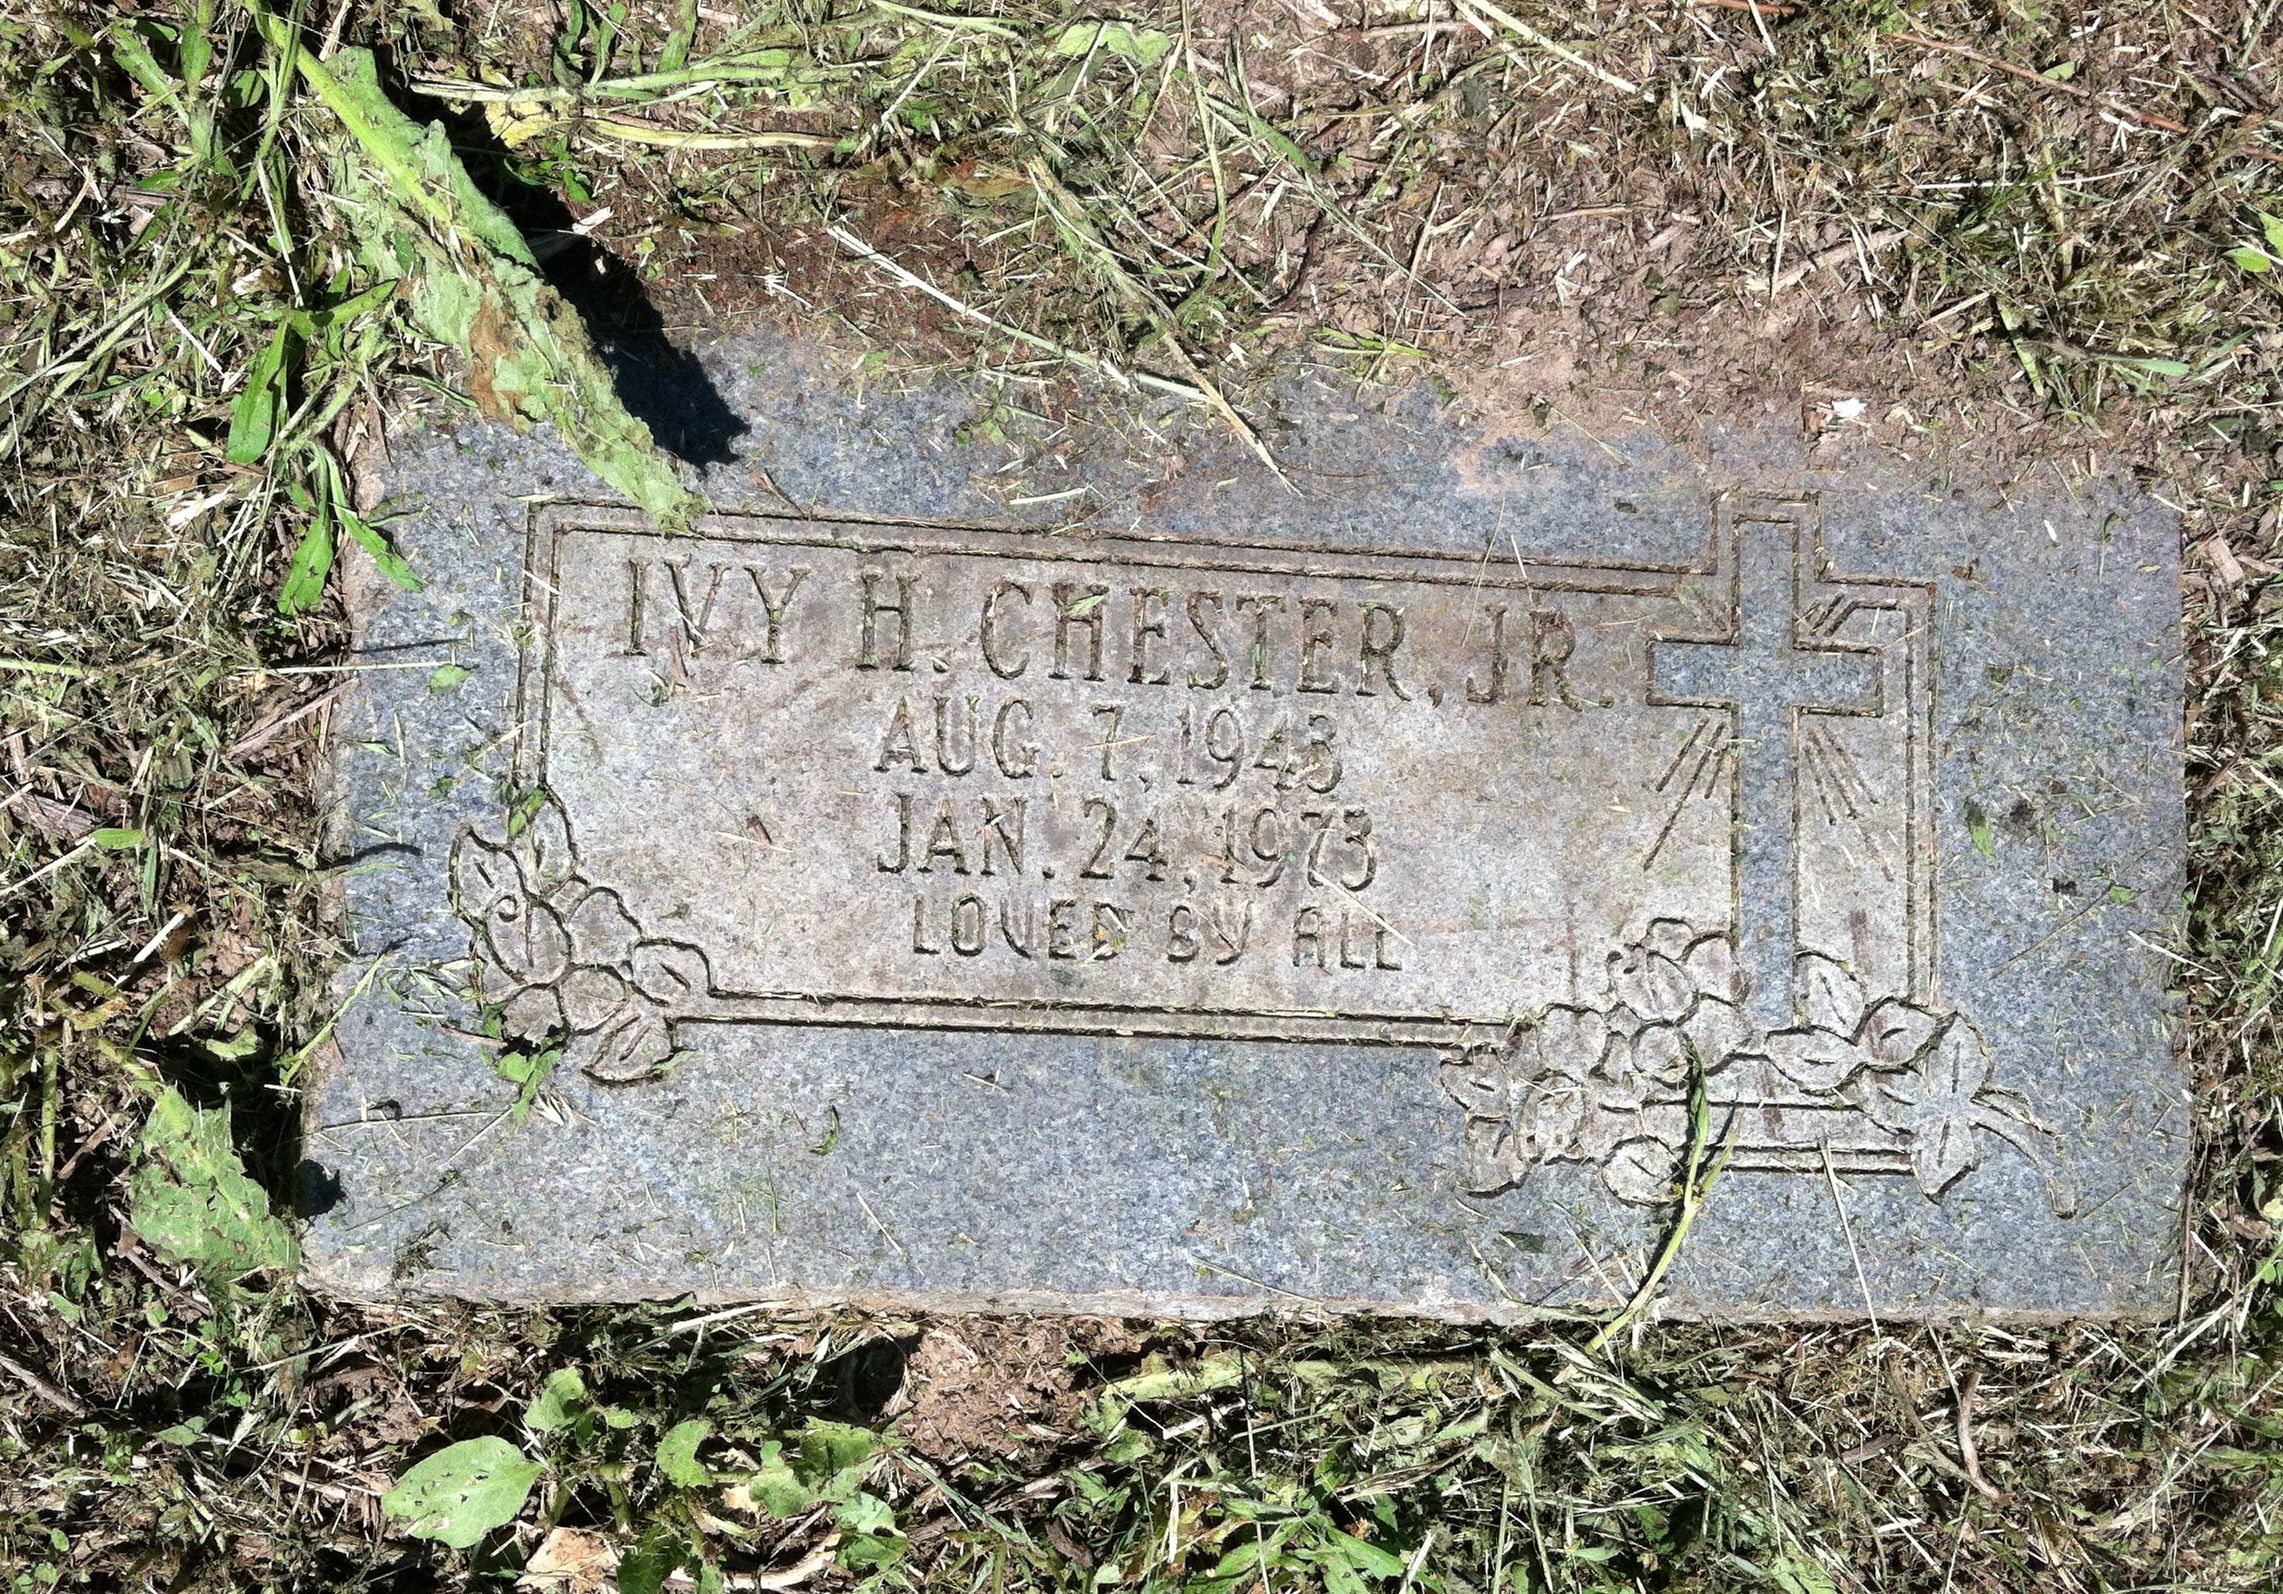 IVY H. CHESTER, JR.
AUG. 7, 1943
JAN. 24, 1973
LOVED BY ALL